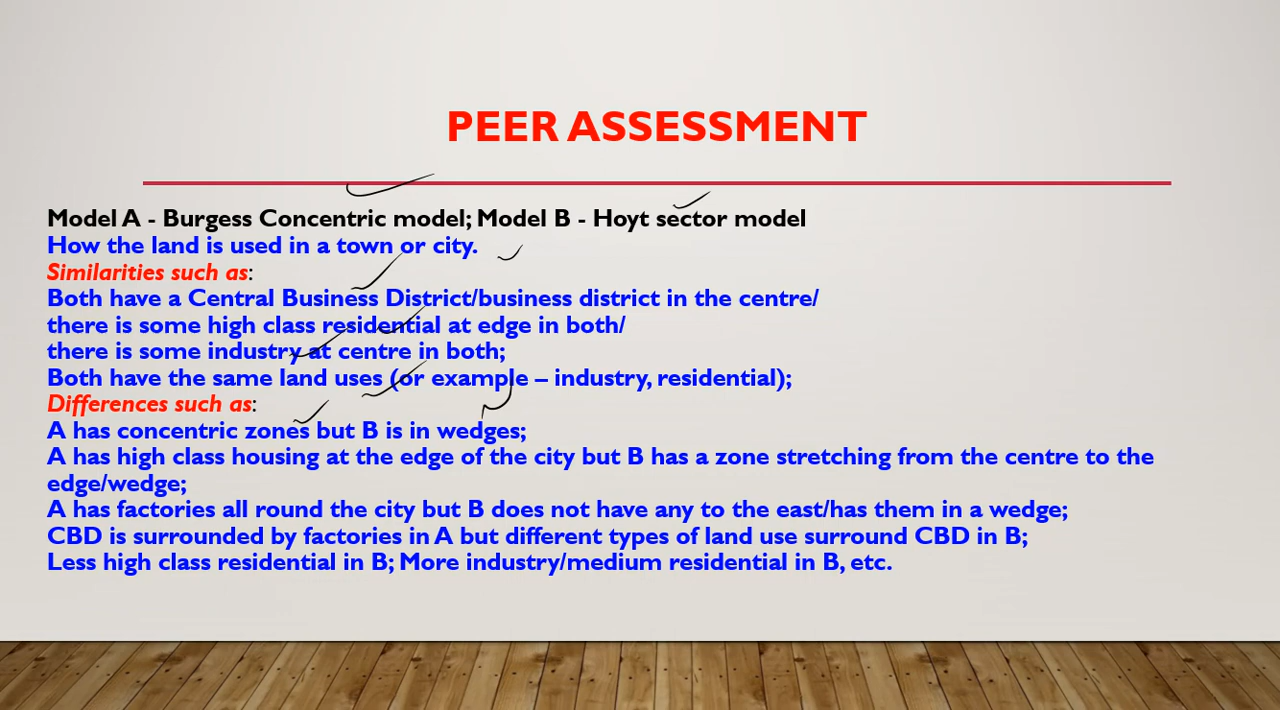 PEER ASSESSMENT
Model A - Burgess Concentric model; Model B - Hoyt sector model
How the land is used in a town or city.
Similarities such as:
Both have a Central Business District/business district in the centre/
there is some high class residential at edge in both/
there is some industry at centre in both;
Both have the same land uses (or example – industry, residential);
Differences such as:
A has concentric zones but B is in wedges;
A has high class housing at the edge of the city but B has a zone stretching from the centre to the
edge/wedge;
A has factories all round the city but B does not have any to the east/has them in a wedge;
CBD is surrounded by factories in A but different types of land use surround CBD in B;
Less high class residential in B; More industry/medium residential in B, etc.